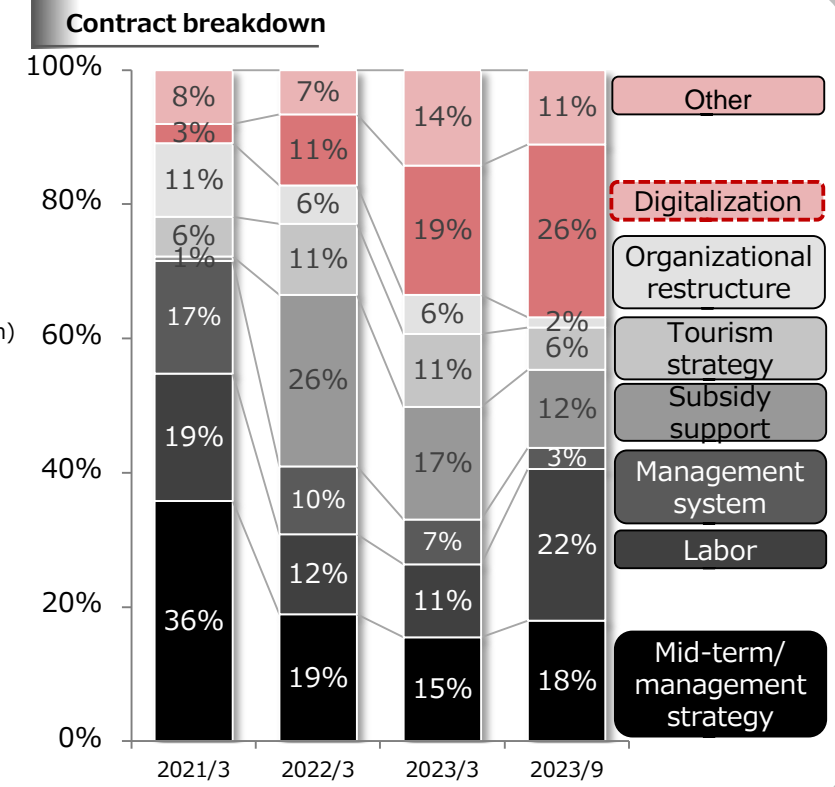 Contract breakdown
100%
80%
60%
40%
20%
0%
n)
8%
3%
11%
6%
1%
17%
19%
36%
7%
11%
6%
11%
26%
10%
12%
19%
14%
19%
6%
11%
17%
7%
11%
15%
11%
26%
2%
6%
12%
3%
22%
18%
Other
Digitalization
Organizational
restructure
Tourism
strategy
Subsidy
support
Management
system
Labor
Mid-term/
management
strategy
2021/3
2022/3
2023/3
2023/9